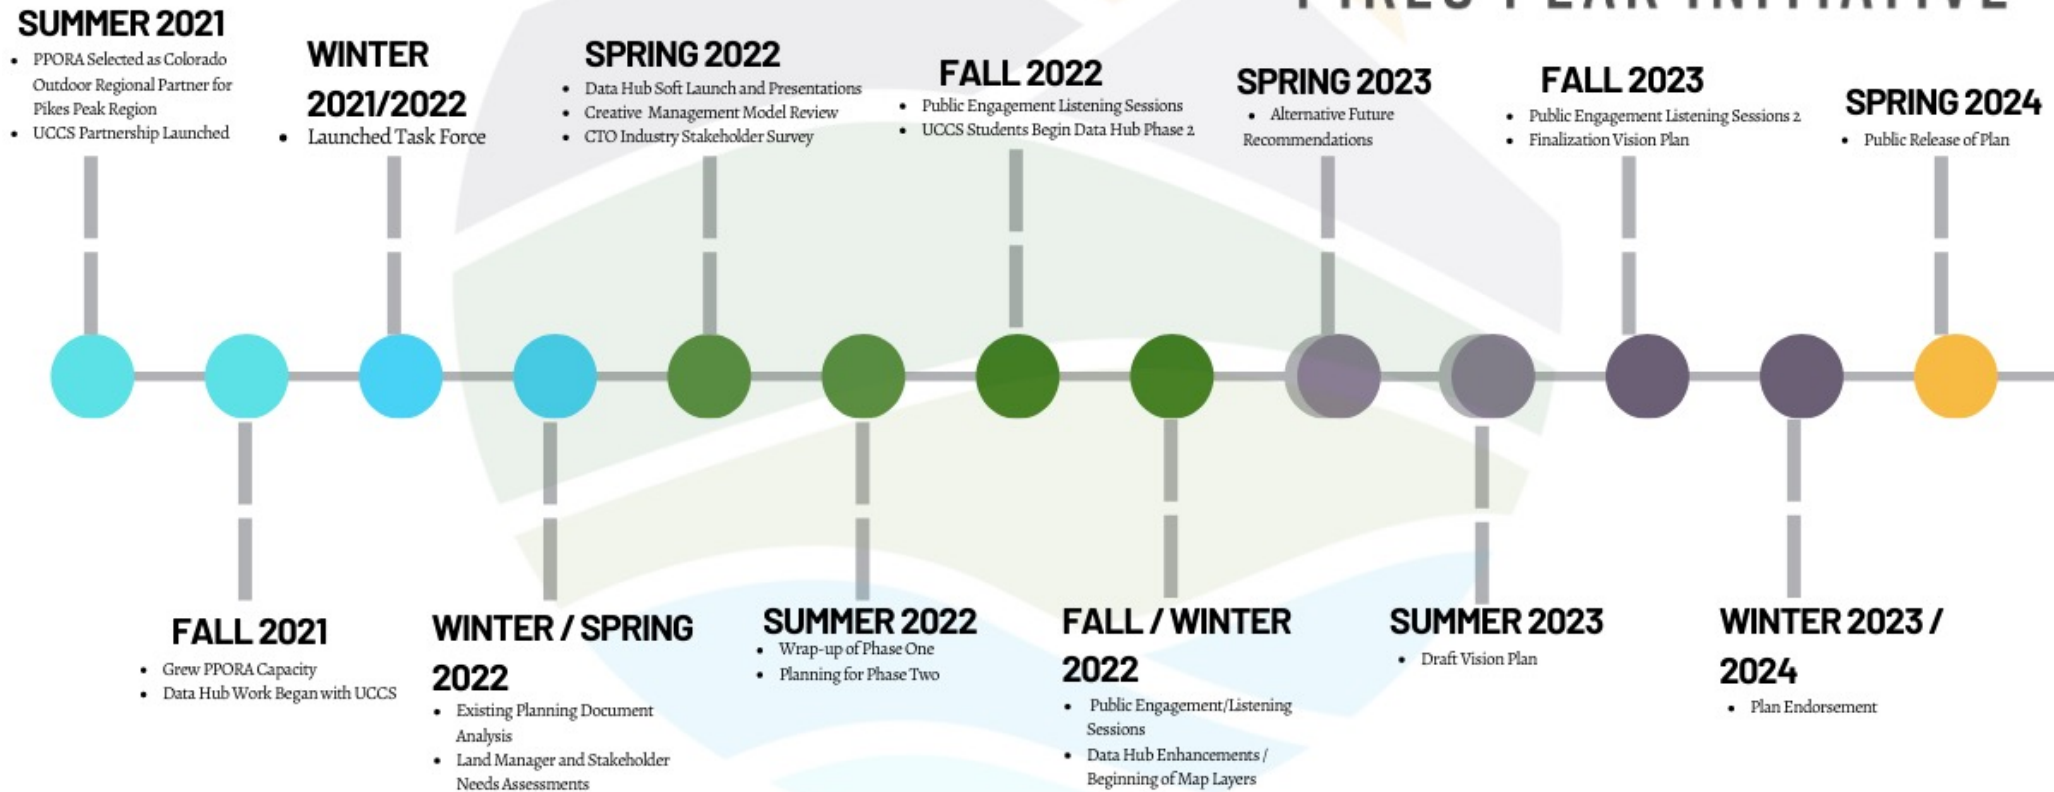 PIKES PEAK INITIATIVE
SUMMER 2021
• PPORA Selected as Colorado
Outdoor Regional Partner for
Pikes Peak Region
• UCCS Partnership Launched
WINTER
2021/2022
• Launched Task Force
SPRING 2022
• Data Hub Soft Launch and Presentations
• Creative Management Model Review
• CTO Industry Stakeholder Survey
FALL 2022
• Public Engagement Listening Sessions
• UCCS Students Begin Data Hub Phase 2
SPRING 2023
• Alternative Future
Recommendations
FALL 2023
• Public Engagement Listening Sessions 2
• Finalization Vision Plan
SPRING 2024
• Public Release of Plan
FALL 2021
• Grew PPORA Capacity
• Data Hub Work Began with UCCS
WINTER / SPRING
2022
• Existing Planning Document
Analysis
• Land Manager and Stakeholder
Needs Assessments
SUMMER 2022
• Wrap-up of Phase One
• Planning for Phase Two
FALL / WINTER
2022
• Public Engagement/Listening
Sessions
• Data Hub Enhancements /
Beginning of Map Layers
SUMMER 2023
• Draft Vision Plan
WINTER 2023 /
2024
• Plan Endorsement